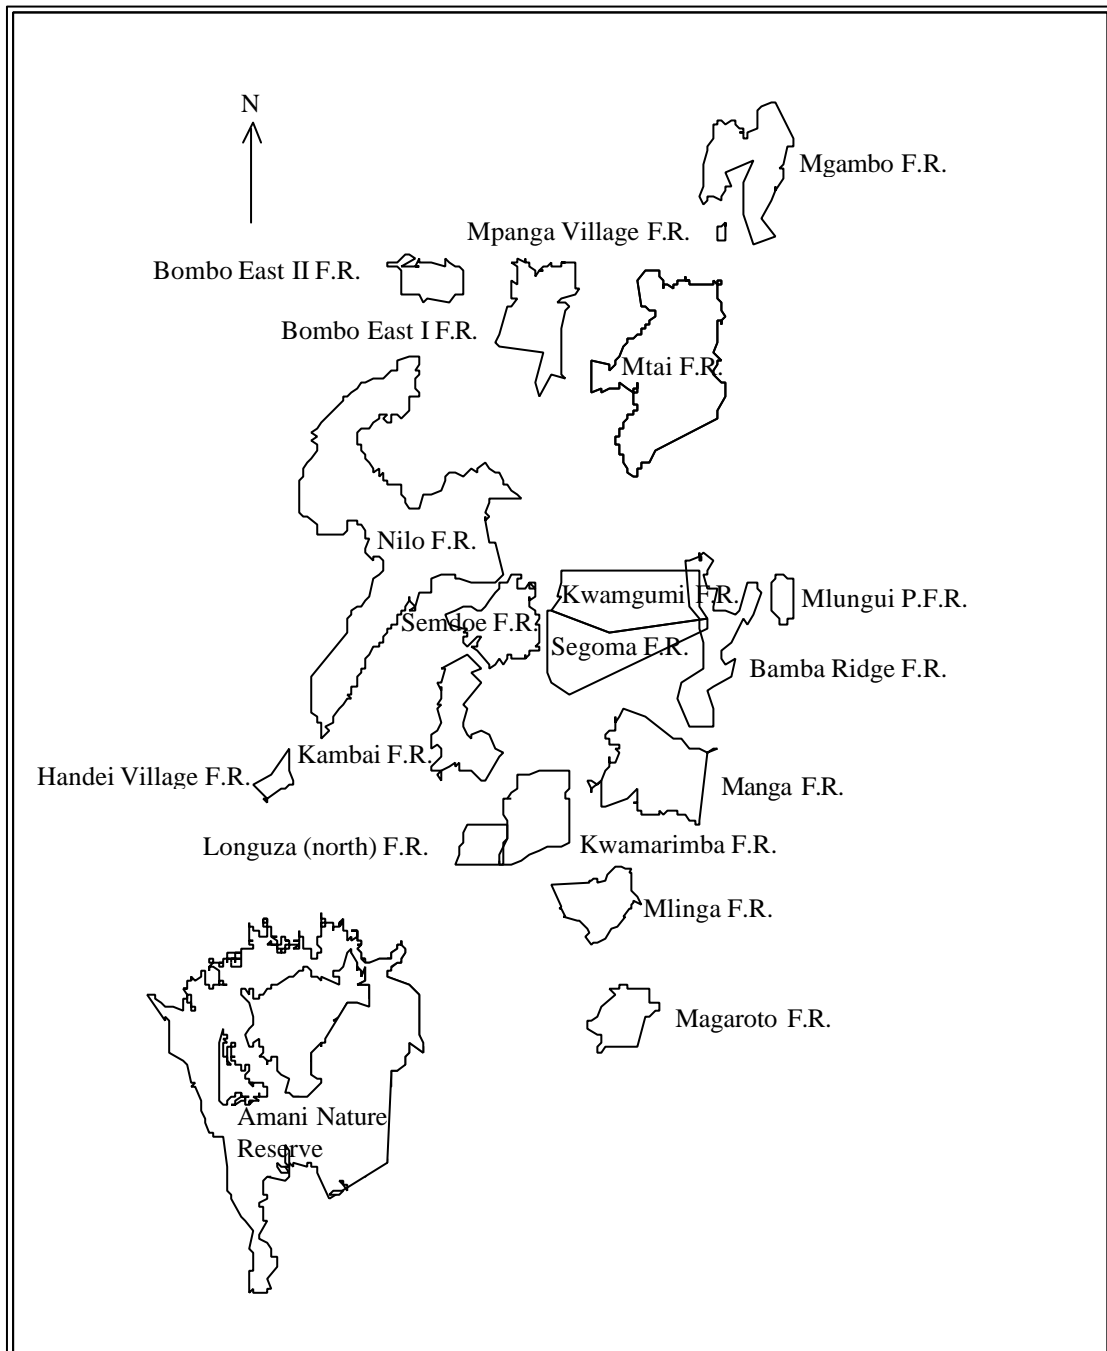 N
Mgambo F.R.
Mpanga Village F.R.
Bombo East II F.R.
Bombo East I F.R.
Mtai F.R.
Nilo F.R.
Kwamgumi F.R.
Mlungui P.F.R.
Semdoe F.R.
Segoma F.R.
Bamba Ridge F.R.
Kambai F.R.
Handei Village F.R.
Manga F.R.
Longuza (north) F.R.
Kwamarimba F.R.
Mlinga F.R.
Magaroto F.R.
Amani Nature
Reserve